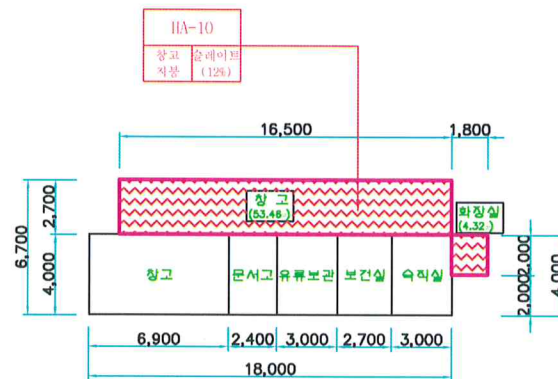 HA-10
창고 슬레이트
지붕 (12%)
16,500 1,800
창 고
(53.46)
화장실
(4.32)
6,700
2,700
4,000
창고 문서고 유류보관 보건실 숙직실
2,000
2,000
4,000
6,900 2,400 3,000 2,700 3,000
18,000